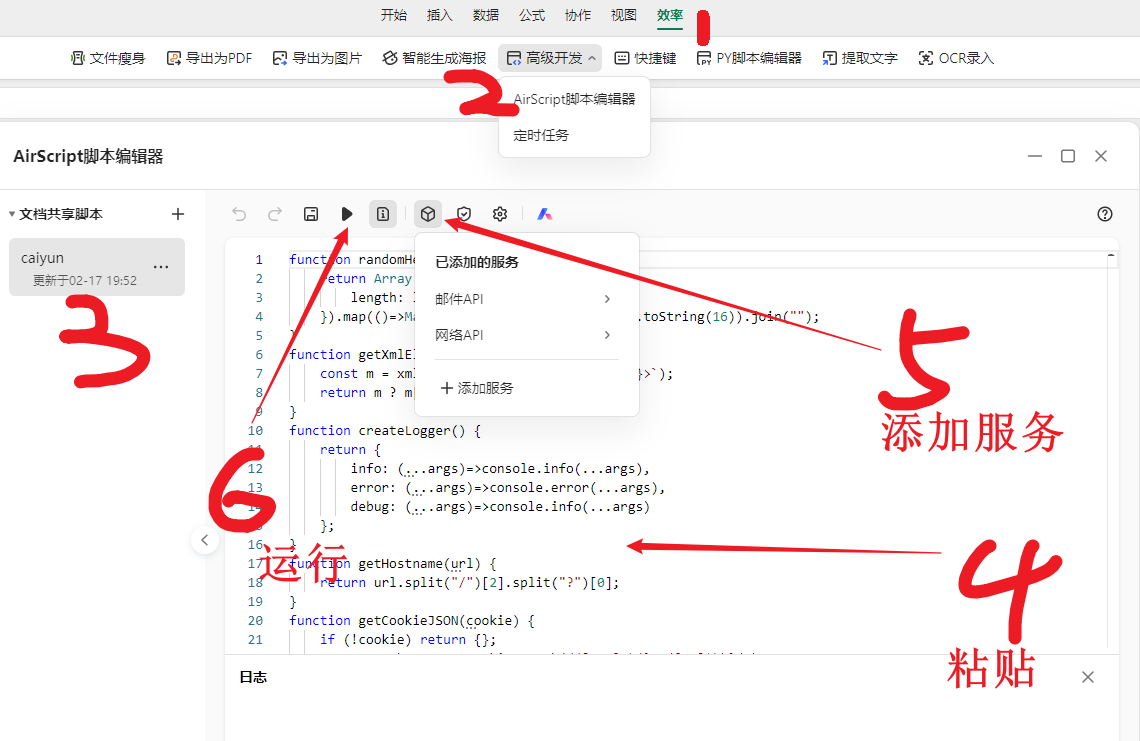 开始 插入 数据 公式 协作 视图 效率 1
文件瘦身 导出为PDF 导出为图片 智能生成海报 高级开发 快捷键 PY脚本编辑器 提取文字 OCR录入
2
AirScript脚本编辑器
定时任务
AirScript脚本编辑器
文档共享脚本
caiyun
更新于02-17 19:52
3
已添加的服务
邮件API
网络API
添加服务
1 function randomHe
2 return Array
3 length:
4 }).map(()=>Ma .toString(16)).join("");
5
6 function getXmlEl
7 const m = xml }>`);
8 return m ? m[
9 }
10 function createLogger() {
11 return {
12 info: (...args)=>console.info(...args),
13 error: (...args)=>console.error(...args),
14 debug: (...args)=>console.info(...args)
15 };
16 }
17 function getHostname(url) {
18 return url.split("/")[2].split("?")[0];
19 }
20 function getCookieJSON(cookie) {
21 if (!cookie) return {};
5
添加服务
6
运行
4
粘贴
日志